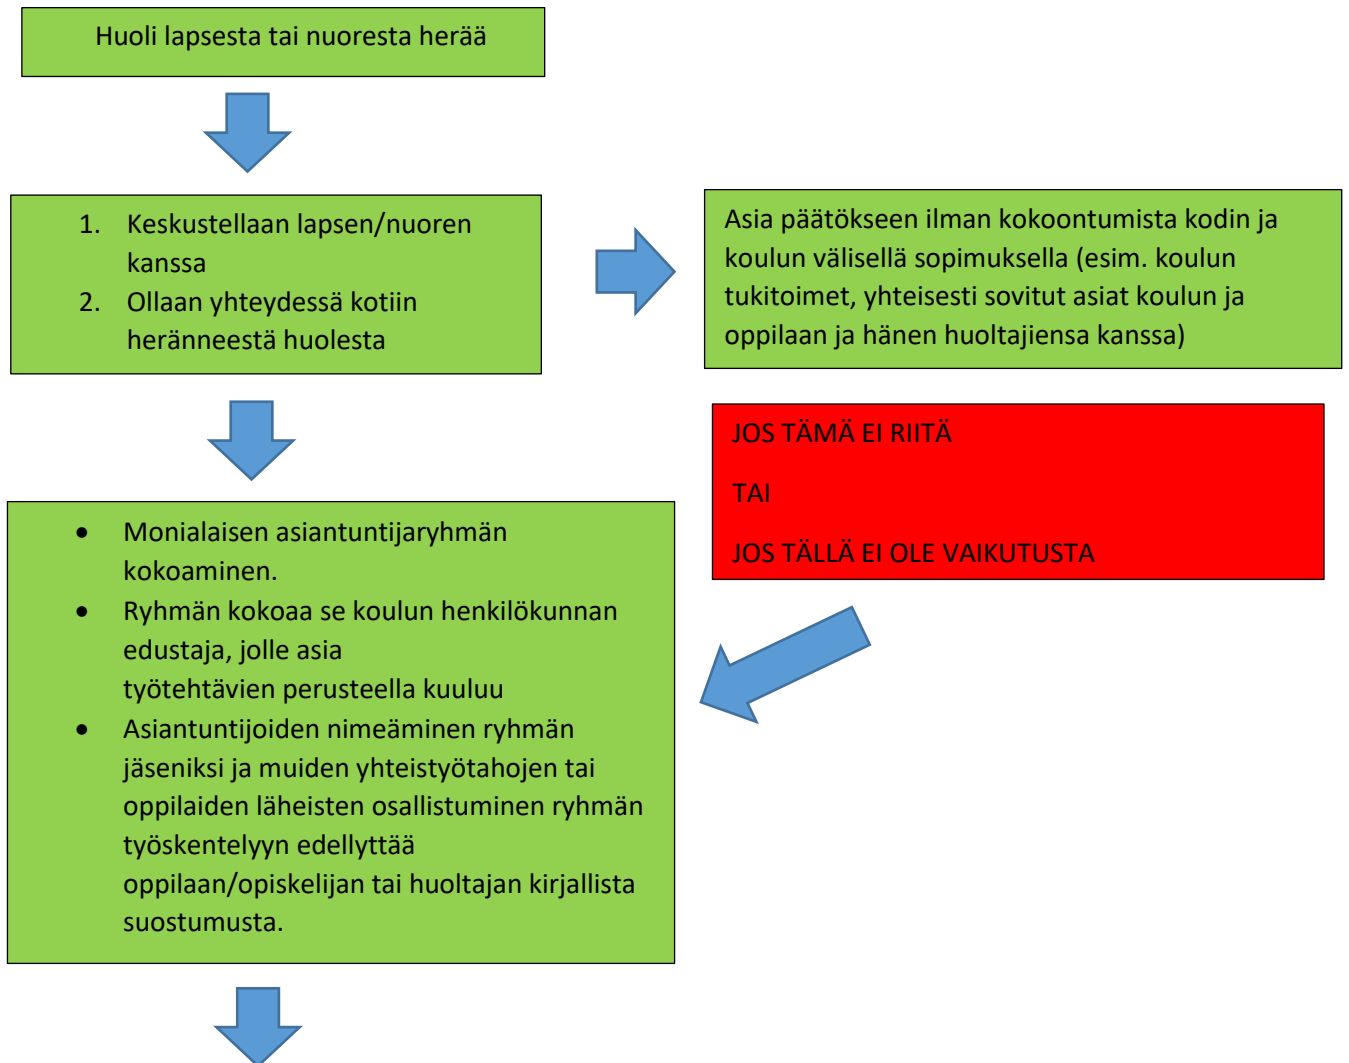 Huoli lapsesta tai nuoresta herää
1. Keskustellaan lapsen/nuoren
kanssa
2. Ollaan yhteydessä kotiin
heränneestä huolesta
Asia päätökseen ilman kokoontumista kodin ja
koulun välisellä sopimuksella (esim. koulun
tukitoimet, yhteisesti sovitut asiat koulun ja
oppilaan ja hänen huoltajiensa kanssa)
JOS TÄMÄ EI RIITÄ
TAI
JOS TÄLLÄ EI OLE VAIKUTUSTA
• Monialaisen asiantuntijaryhmän
kokoaminen.
• Ryhmän kokoaa se koulun henkilökunnan
edustaja, jolle asia
työtehtävien perusteella kuuluu
• Asiantuntijoiden nimeäminen ryhmän
jäseniksi ja muiden yhteistyötahojen tai
oppilaiden läheisten osallistuminen ryhmän
työskentelyyn edellyttää
oppilaan/opiskelijan tai huoltajan kirjallista
suostumusta.